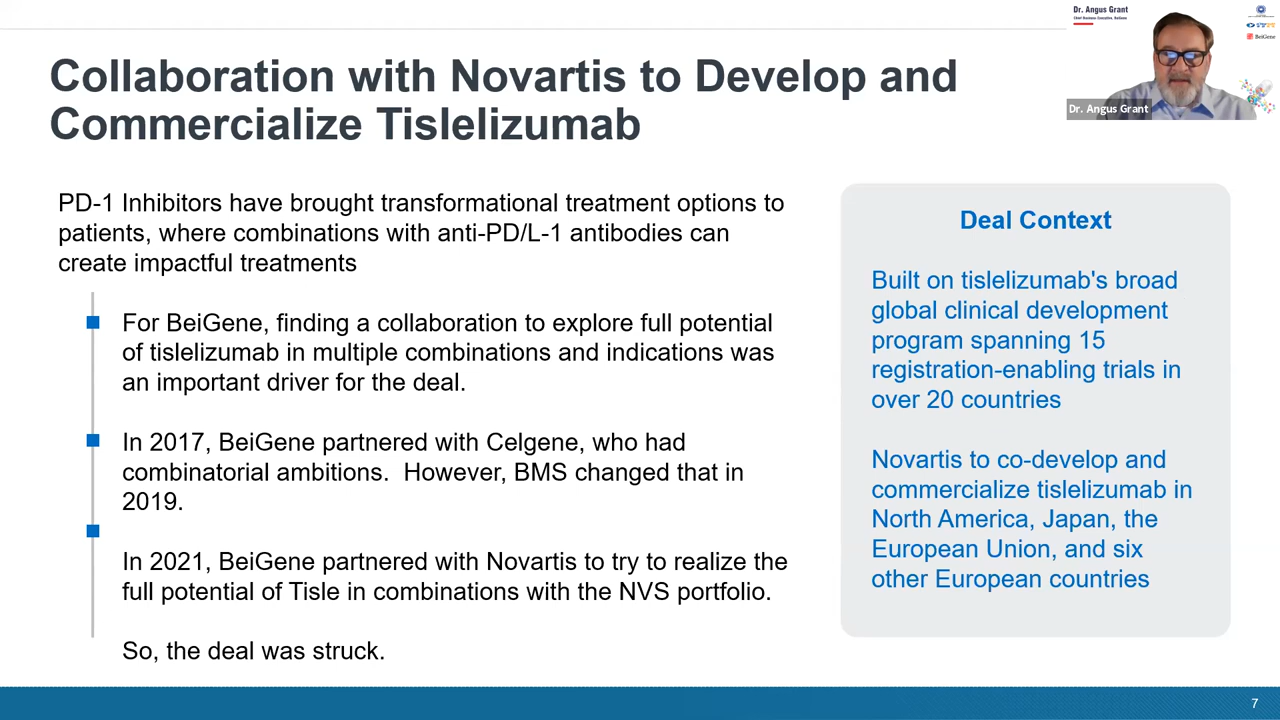 Dr. Angus Grant
Chief Business Executive, BeiGene
BeiGene
Dr. Angus Grant
Collaboration with Novartis to Develop and
Commercialize Tislelizumab
PD-1 Inhibitors have brought transformational treatment options to
patients, where combinations with anti-PD/L-1 antibodies can
create impactful treatments
For BeiGene, finding a collaboration to explore full potential
of tislelizumab in multiple combinations and indications was
an important driver for the deal.
In 2017, BeiGene partnered with Celgene, who had
combinatorial ambitions.  However, BMS changed that in
2019.
In 2021, BeiGene partnered with Novartis to try to realize the
full potential of Tisle in combinations with the NVS portfolio.
So, the deal was struck.
Deal Context
Built on tislelizumab's broad
global clinical development
program spanning 15
registration-enabling trials in
over 20 countries
Novartis to co-develop and
commercialize tislelizumab in
North America, Japan, the
European Union, and six
other European countries
7